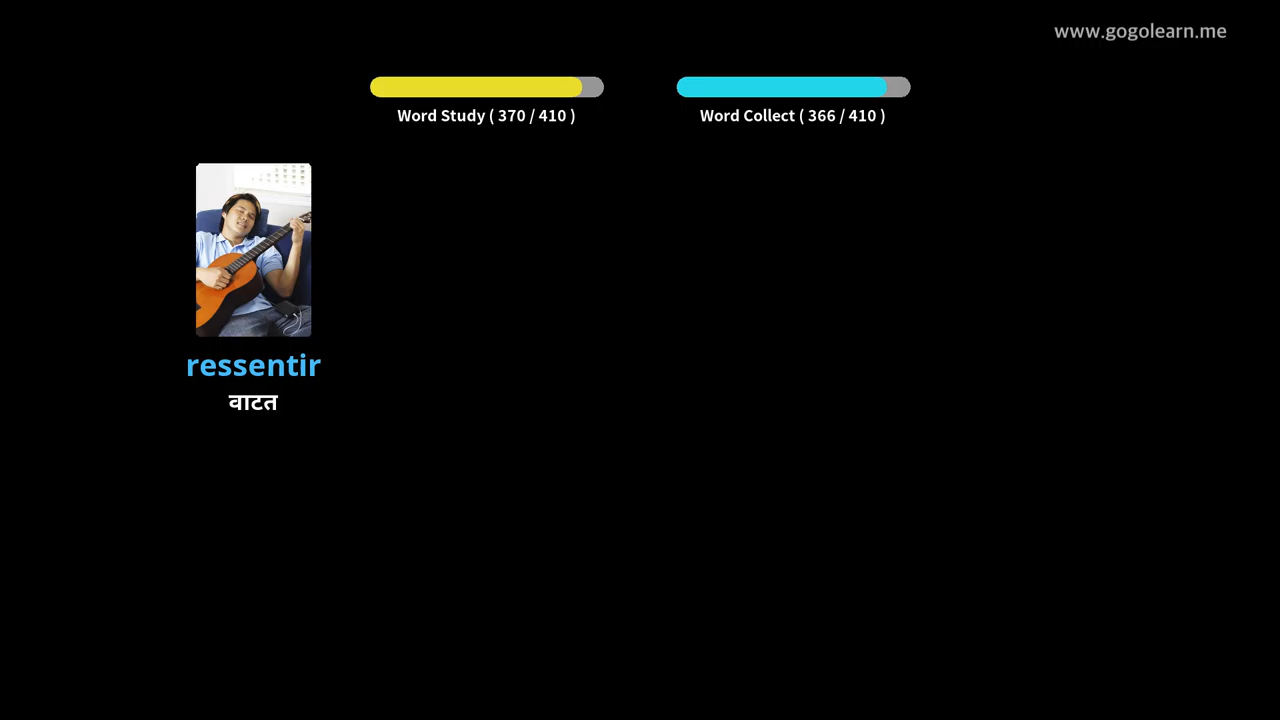 www.gogolearn.me
Word Study ( 370 / 410 )
Word Collect ( 366 / 410 )
ressentir
वाटत